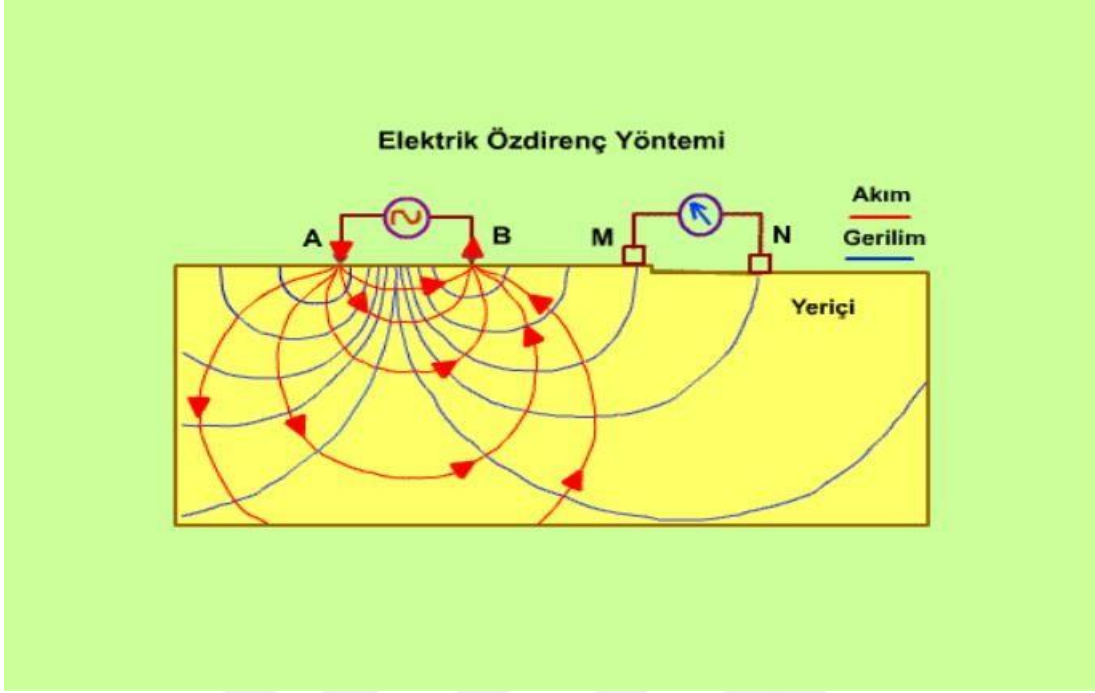 Elektrik Özdirenç Yöntemi
A
B
M
N
Akım
Gerilim
Yeriçi